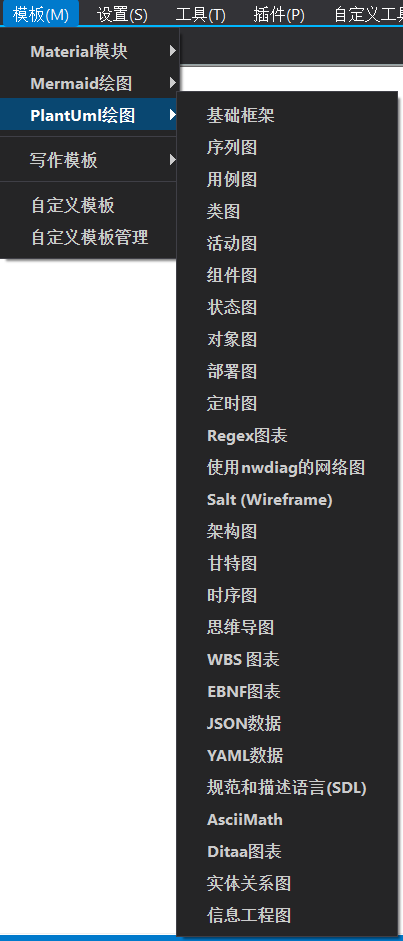 模板(M) 设置(S) 工具(T) 插件(P) 自定义工具
Material模块
Mermaid绘图
PlantUml绘图
写作模板
自定义模板
自定义模板管理
基础框架
序列图
用例图
类图
活动图
组件图
状态图
对象图
部署图
定时图
Regex图表
使用nwdiag的网络图
Salt (Wireframe)
架构图
甘特图
时序图
思维导图
WBS 图表
EBNF图表
JSON数据
YAML数据
规范和描述语言(SDL)
AsciiMath
Ditaa图表
实体关系图
信息工程图